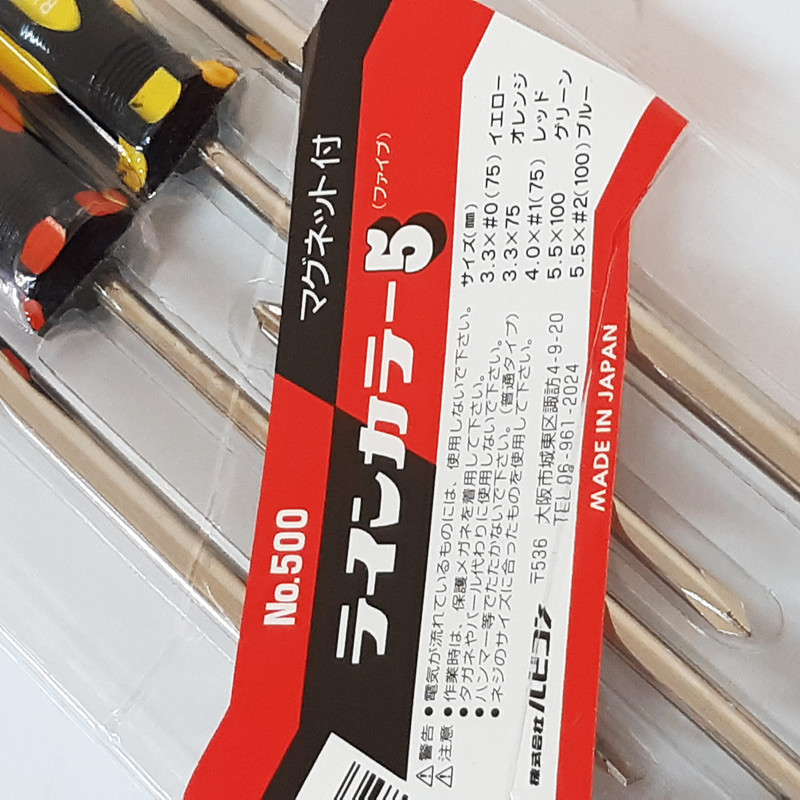 No.500 マグネット付
ラインカラー5
(ファイブ)
サイズ(mm)
3.3×#0(75) イエロー
3.3×75 オレンジ
4.0×#1(75) レッド
5.5×100 グリーン
5.5×#2(100) ブルー
⚠警告 ●電気が流れているものには、使用しないで下さい。
⚠注意 ●作業時は、保護メガネを着用して下さい。
●タガネやバール代わりに使用しないで下さい。
●ハンマー等でたたかないで下さい。(普通タイプ)
●ネジのサイズに合ったものを使用して下さい。
株式会社 ハビコン 〒536 大阪市城東区諏訪4-9-20
TEL 06-961-2024
MADE IN JAPAN